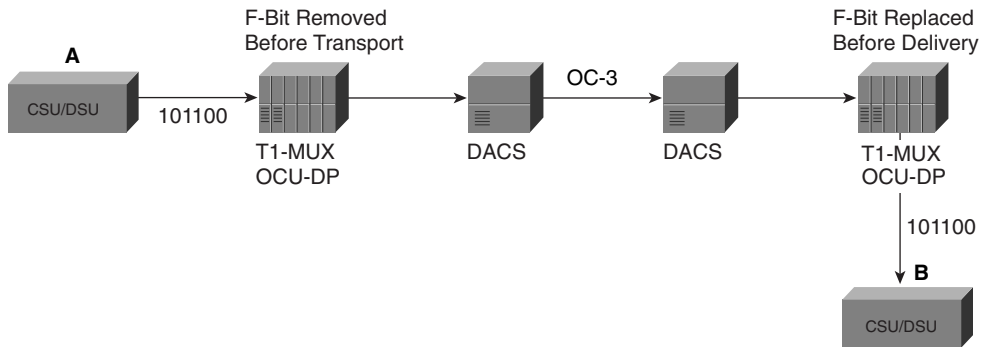 F-Bit Removed
Before Transport
F-Bit Replaced
Before Delivery
A
CSU/DSU
101100
T1-MUX
OCU-DP
DACS
OC-3
DACS
T1-MUX
OCU-DP
101100
B
CSU/DSU